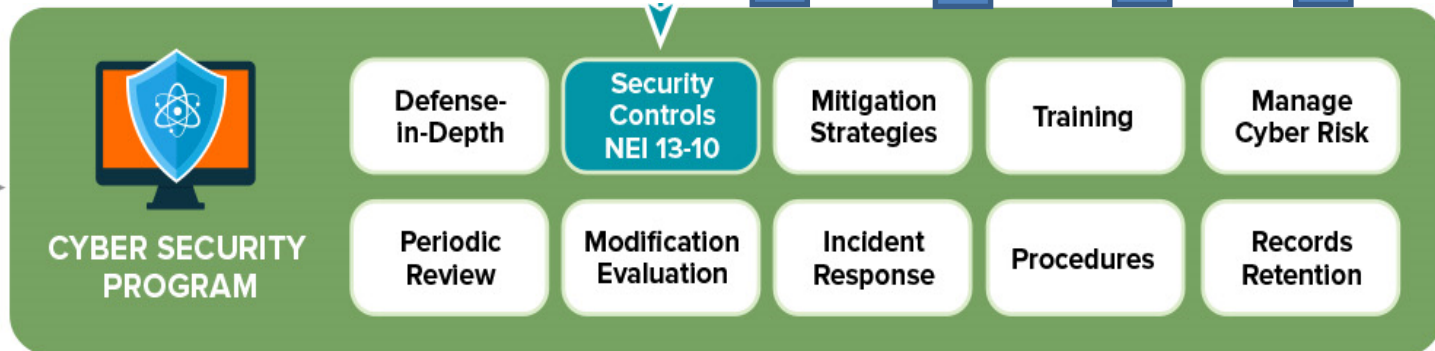 CYBER SECURITY
PROGRAM
Defense-
in-Depth
Security
Controls
NEI 13-10
Mitigation
Strategies
Training
Manage
Cyber Risk
Periodic
Review
Modification
Evaluation
Incident
Response
Procedures
Records
Retention